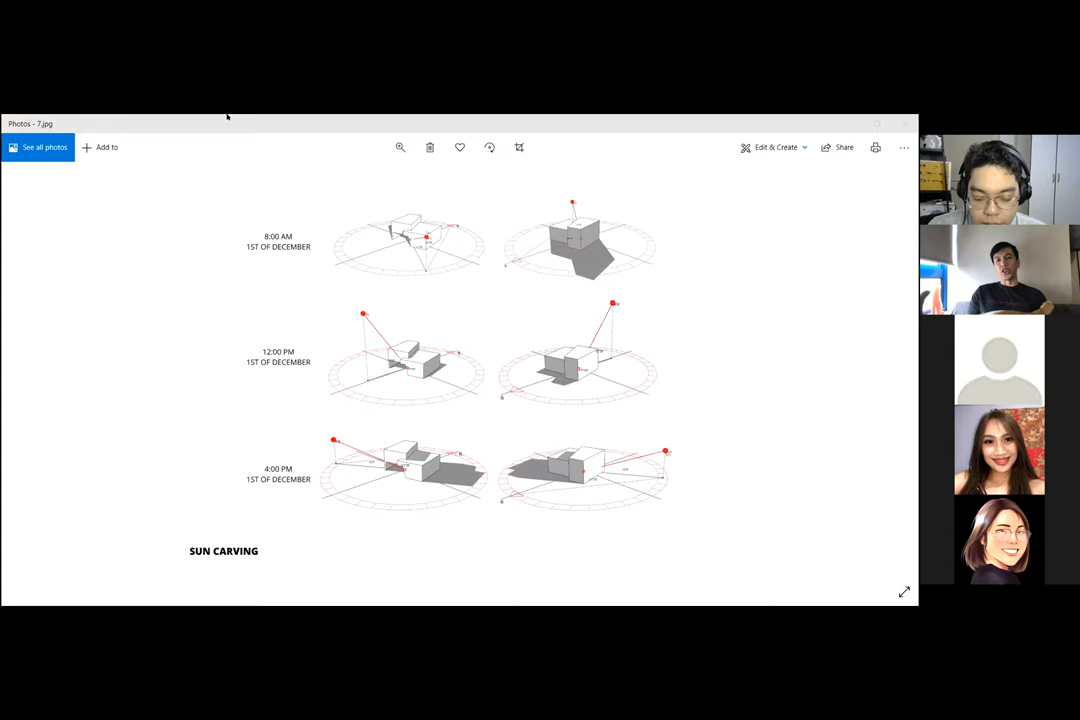 Photos - 7.jpg
See all photos
Add to
Edit & Create
Share
8:00 AM
1ST OF DECEMBER
12:00 PM
1ST OF DECEMBER
4:00 PM
1ST OF DECEMBER
SUN CARVING